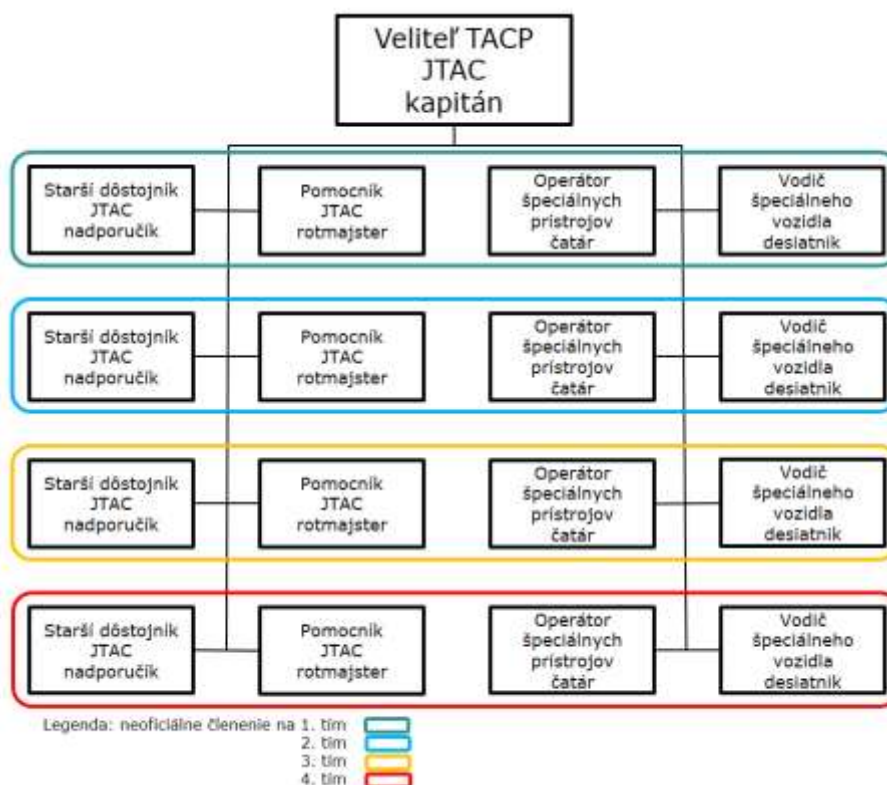 Veliteľ TACP
JTAC
kapitán
Starší dôstojník
JTAC
nadporučík
Pomocník
JTAC
rotmajster
Operátor
špeciálnych
prístrojov
čatár
Vodič
špeciálneho
vozidla
desiatnik
Starší dôstojník
JTAC
nadporučík
Pomocník
JTAC
rotmajster
Operátor
špeciálnych
prístrojov
čatár
Vodič
špeciálneho
vozidla
desiatnik
Starší dôstojník
JTAC
nadporučík
Pomocník
JTAC
rotmajster
Operátor
špeciálnych
prístrojov
čatár
Vodič
špeciálneho
vozidla
desiatnik
Starší dôstojník
JTAC
nadporučík
Pomocník
JTAC
rotmajster
Operátor
špeciálnych
prístrojov
čatár
Vodič
špeciálneho
vozidla
desiatnik
Legenda: neoficiálne členenie na 1. tím
2. tím
3. tím
4. tím